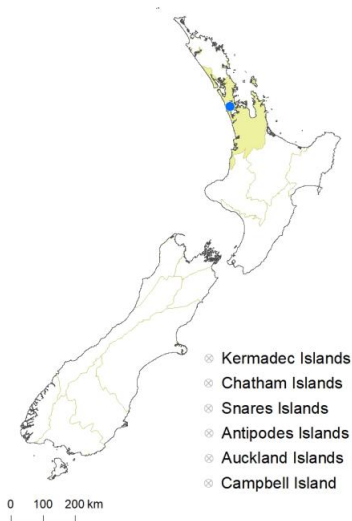 Kermadec Islands
Chatham Islands
Snares Islands
Antipodes Islands
Auckland Islands
Campbell Island
0 100 200 km